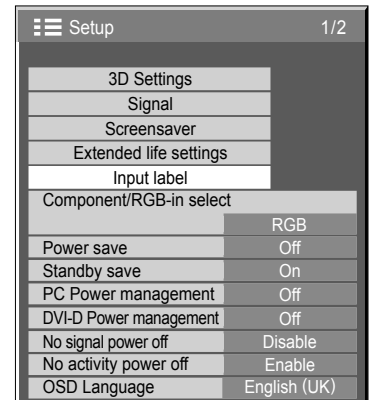 Setup 1/2
3D Settings
Signal
Screensaver
Extended life settings
Input label
Component/RGB-in select
RGB
Power save Off
Standby save On
PC Power management Off
DVI-D Power management Off
No signal power off Disable
No activity power off Enable
OSD Language English (UK)